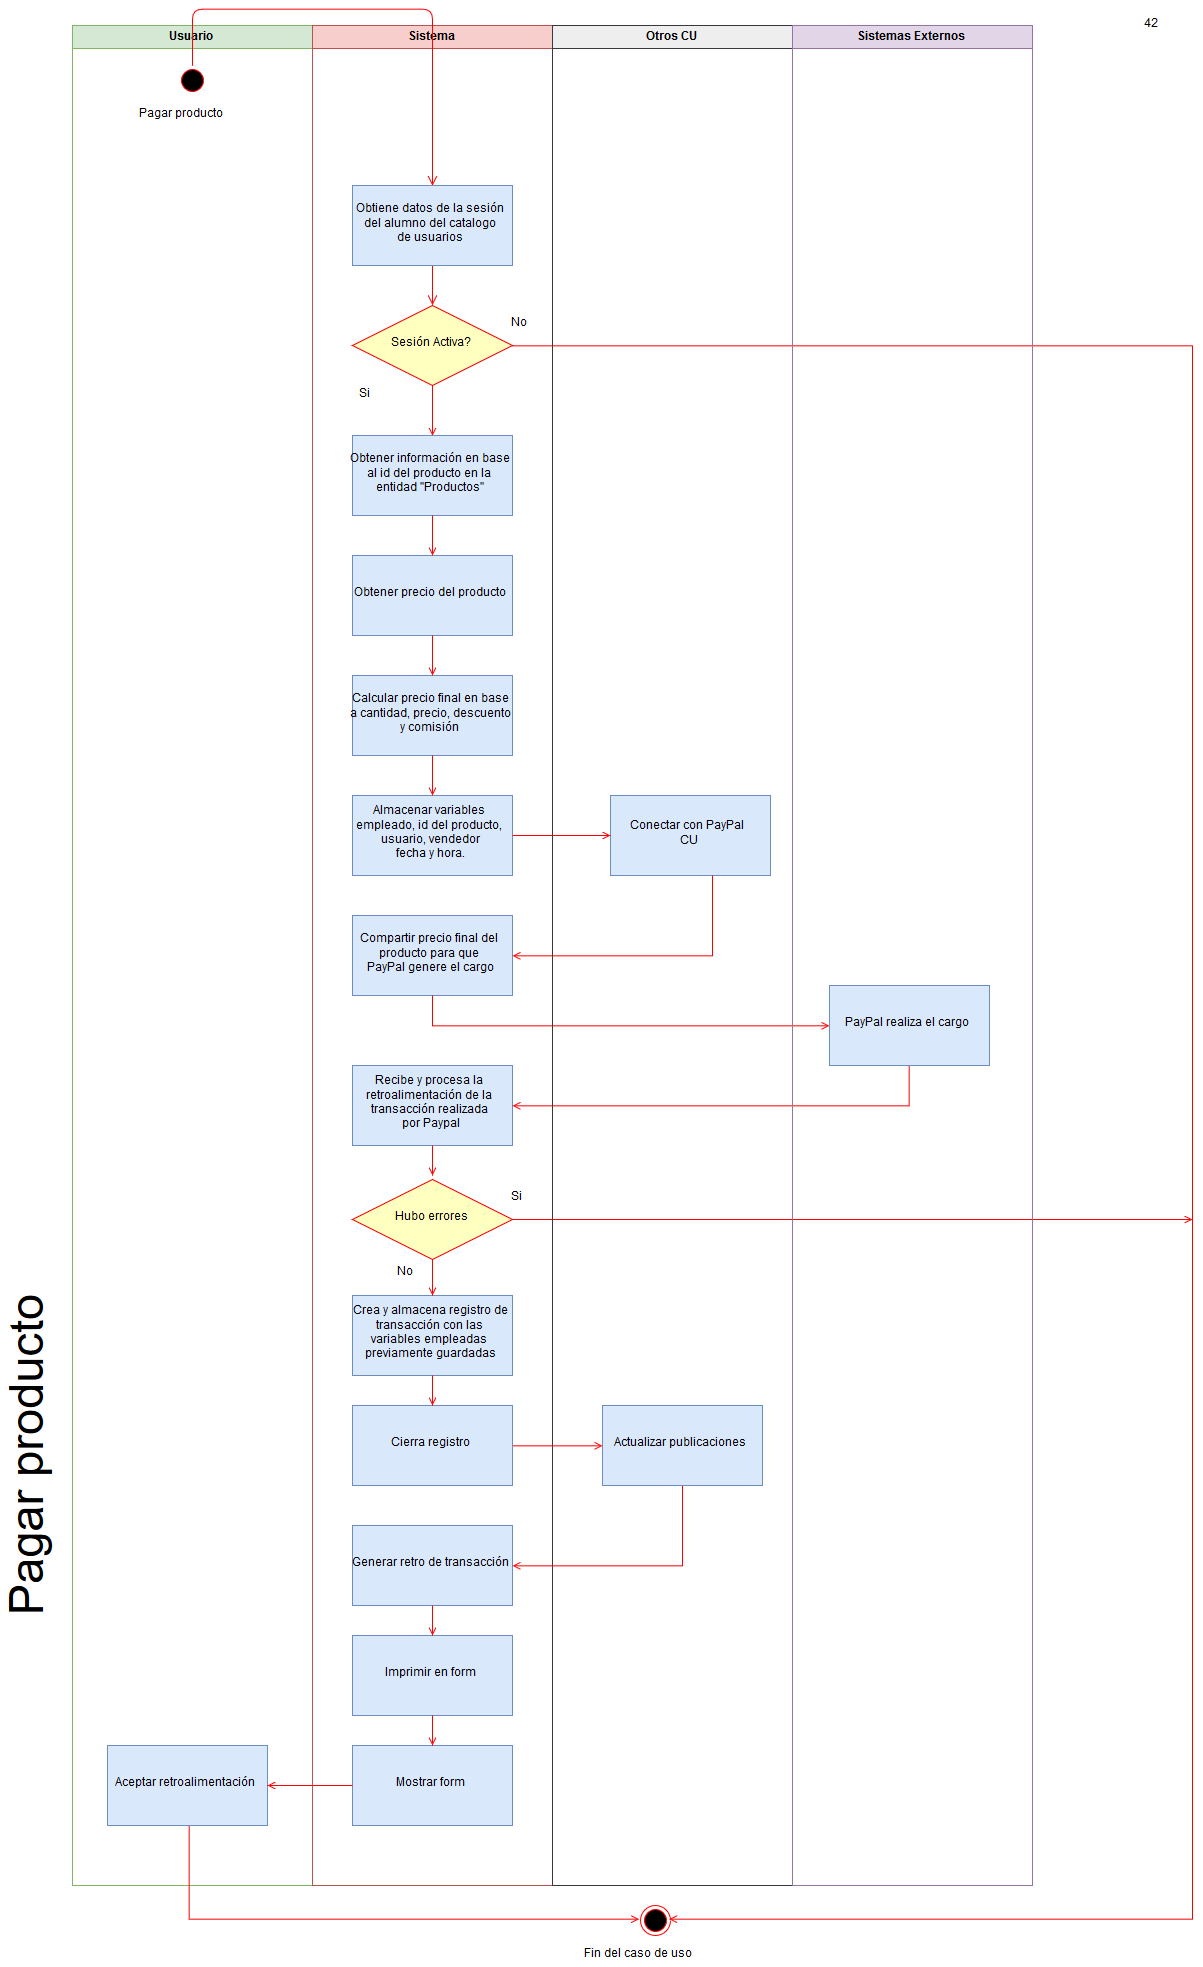 42
Usuario
Sistema
Otros CU
Sistemas Externos
Pagar producto
Obtiene datos de la sesión
del alumno del catalogo
de usuarios
Sesión Activa?
No
Si
Obtener información en base
al id del producto en la
entidad "Productos"
Obtener precio del producto
Calcular precio final en base
a cantidad, precio, descuento
y comisión
Almacenar variables
empleado, id del producto,
usuario, vendedor
fecha y hora.
Conectar con PayPal
CU
Compartir precio final del
producto para que
PayPal genere el cargo
PayPal realiza el cargo
Recibe y procesa la
retroalimentación de la
transacción realizada
por Paypal
Hubo errores
Si
No
Crea y almacena registro de
transacción con las
variables empleadas
previamente guardadas
Cierra registro
Actualizar publicaciones
Generar retro de transacción
Imprimir en form
Mostrar form
Aceptar retroalimentación
Fin del caso de uso
Pagar producto